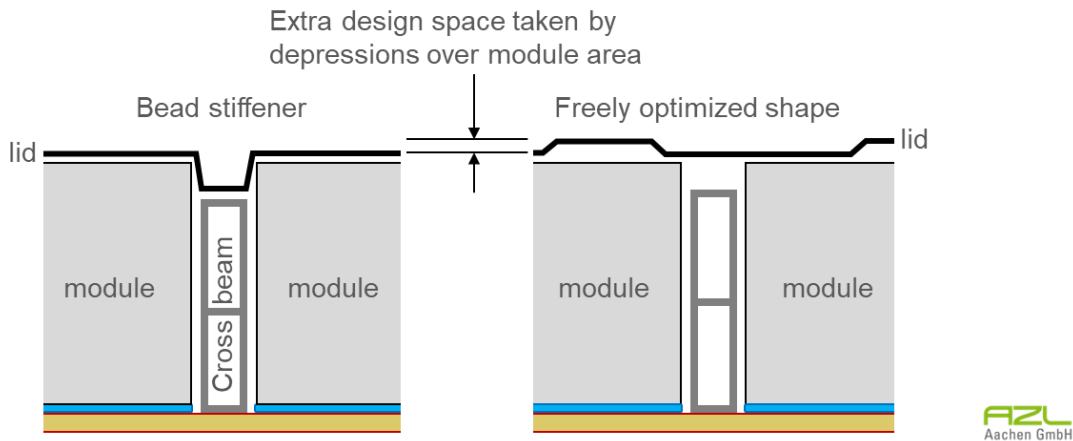 Extra design space taken by
depressions over module area
Bead stiffener
Freely optimized shape
lid
lid
module
Cross beam
module
module
module
AZL
Aachen GmbH